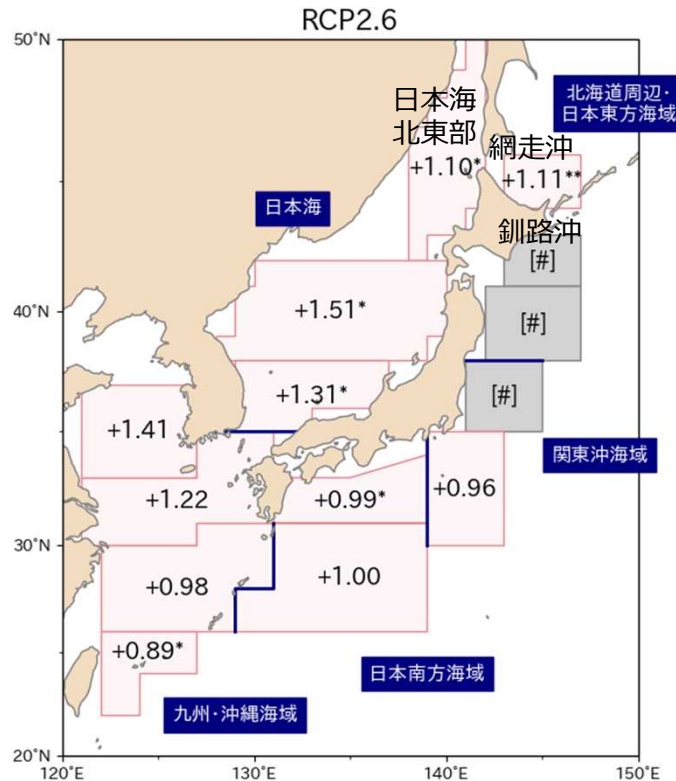 RCP2.6
50°N
日本海
北東部
+1.10*
北海道周辺・
日本東方海域
網走沖
+1.11**
日本海
釧路沖
[#]
40°N
+1.51*
[#]
+1.31*
[#]
+1.41
関東沖海域
+1.22
+0.99*
+0.96
30°N
+0.98
+1.00
+0.89*
日本南方海域
九州・沖縄海域
20°N
120°E
130°E
140°E
150°E